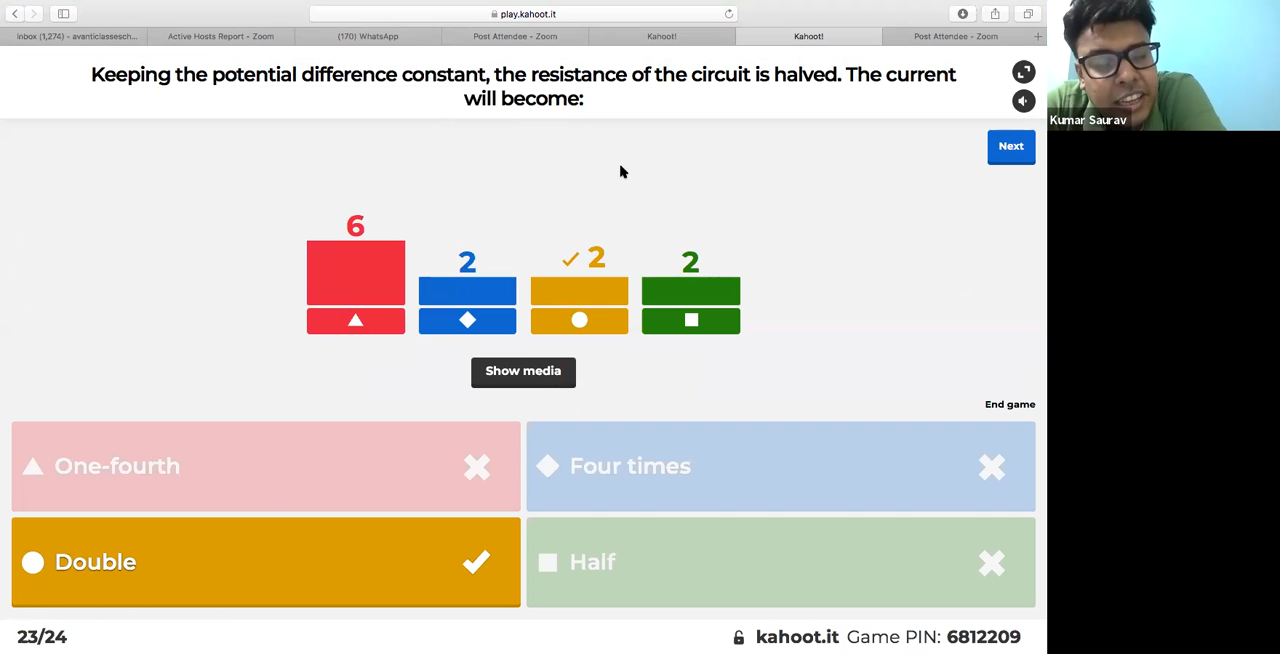 play.kahoot.it
inbox (1,274) - avanticlassesch...
Active Hosts Report - Zoom
(170) WhatsApp
Post Attendee - Zoom
Kahoot!
Kahoot!
Post Attendee - Zoom
Keeping the potential difference constant, the resistance of the circuit is halved. The current
will become:
Kumar Saurav
Next
6
2
2
2
Show media
End game
One-fourth
Four times
Double
Half
23/24
kahoot.it Game PIN: 6812209